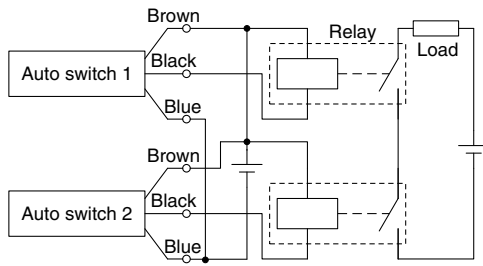 Brown
Relay
Auto switch 1
Black
Load
Blue
Brown
Auto switch 2
Black
Blue